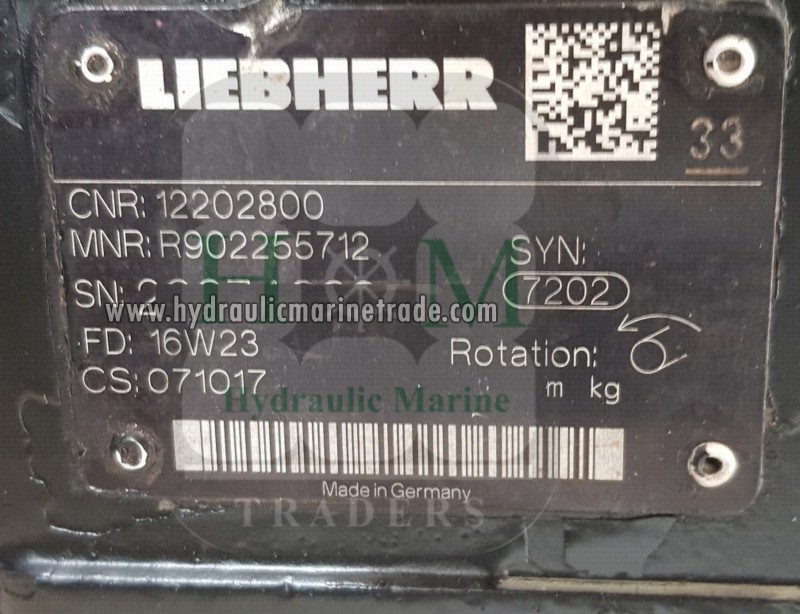 LIEBHERR
33
CNR: 12202800
MNR: R902255712
SYN:
SN:
7202
www.hydraulicmarinetrade.com
H M
FD: 16W23
Rotation:
CS: 071017
m kg
Hydraulic Marine
Made in Germany
TRADERS